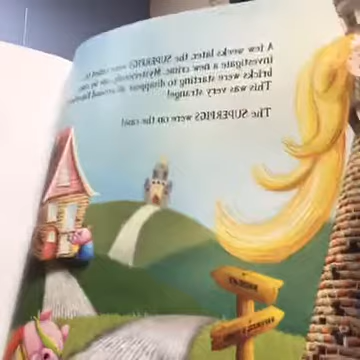 A few weeks later, the SUPERPIGS were called to
investigate a new crime. Mysteriously,
bricks were starting to disappear all around
This was very strange!
The SUPERPIGS were on the case!